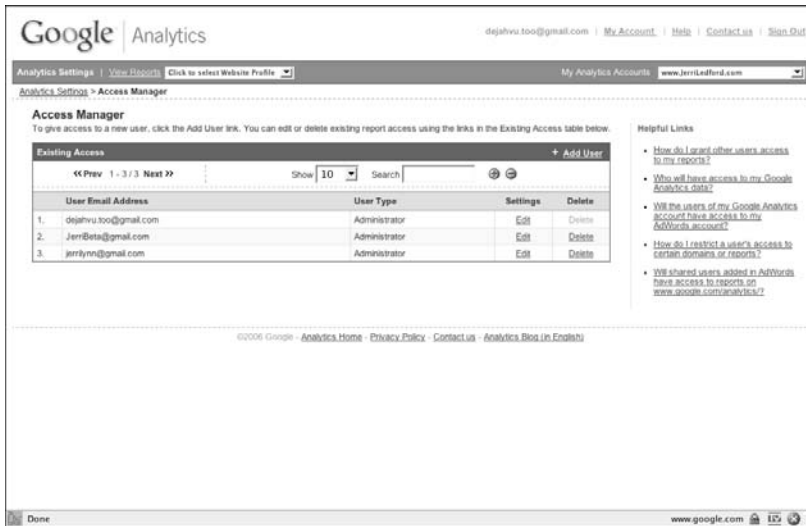 Google Analytics
dejahvu.too@gmail.com | My Account | Help | Contact us | Sign Out
Analytics Settings | View Reports Click to select Website Profile My Analytics Accounts www.JerriLedford.com
Analytics Settings > Access Manager
Access Manager
To give access to a new user, click the Add User link. You can edit or delete existing report access using the links in the Existing Access table below.
Existing Access + Add User
<< Prev 1 - 3 / 3 Next >> Show 10 Search
User Email Address User Type Settings Delete
1. dejahvu.too@gmail.com Administrator Edit Delete
2. JerriBeta@gmail.com Administrator Edit Delete
3. jerrilynn@gmail.com Administrator Edit Delete
Helpful Links
How do I grant other users access
to my reports?
Who will have access to my Google
Analytics data?
Will the users of my Google Analytics
account have access to my
AdWords account?
How do I restrict a user's access to
certain domains or reports?
Will shared users added in AdWords
have access to reports on
www.google.com/analytics/?
©2006 Google - Analytics Home - Privacy Policy - Contact us - Analytics Blog (in English)
Done www.google.com